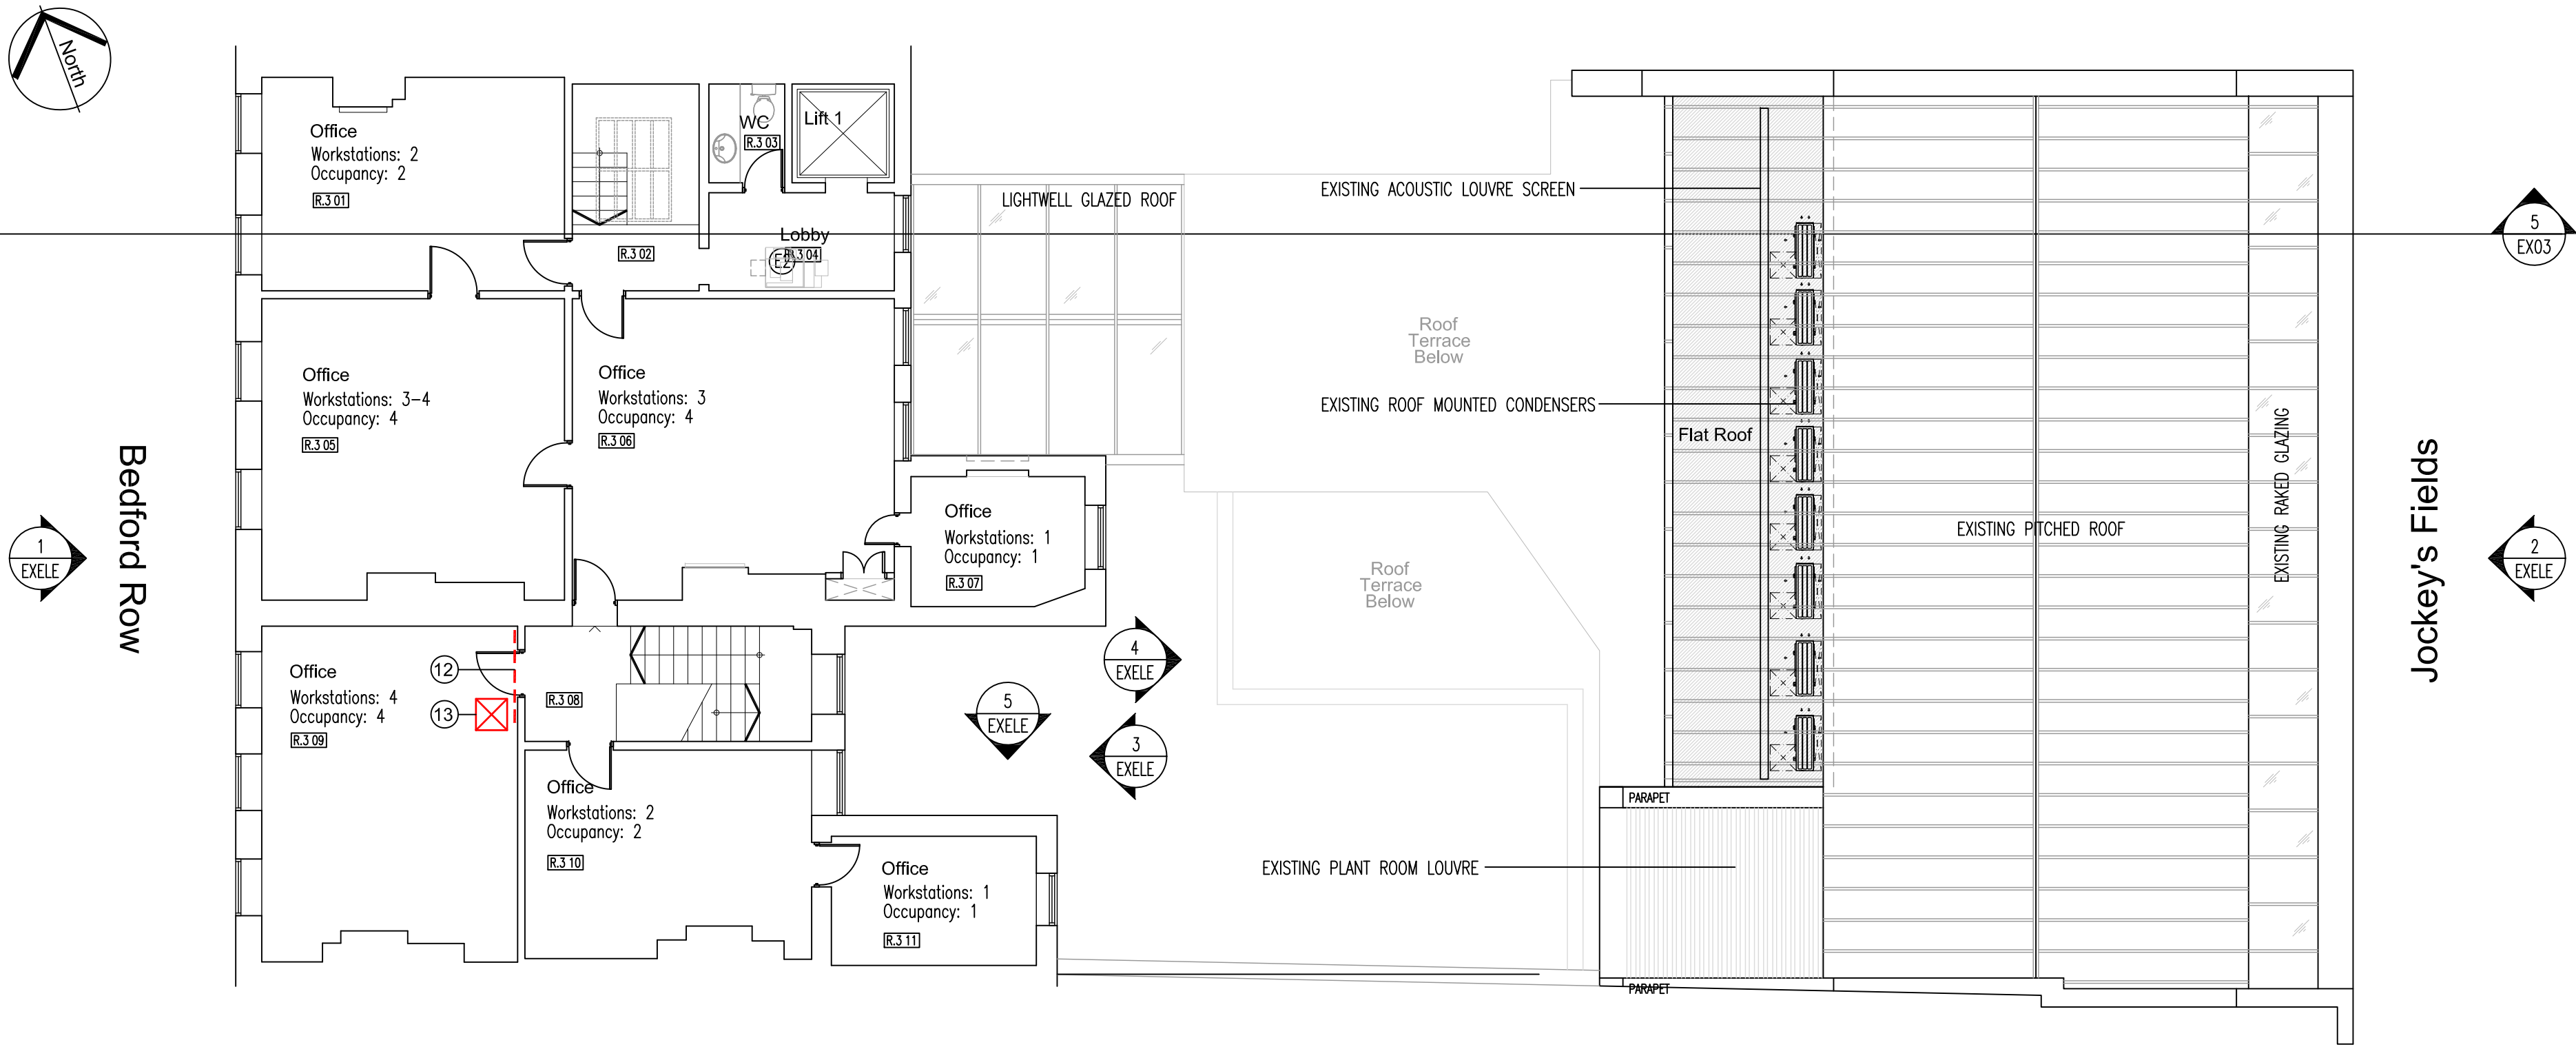 North
Office
Workstations: 2
Occupancy: 2
R.3 01
WC
R.3 03
Lift 1
R.3 02
Lobby
R.3 04
E2
LIGHTWELL GLAZED ROOF
EXISTING ACOUSTIC LOUVRE SCREEN
5
EX03
Office
Workstations: 3-4
Occupancy: 4
R.3 05
Office
Workstations: 3
Occupancy: 4
R.3 06
Roof
Terrace
Below
EXISTING ROOF MOUNTED CONDENSERS
Flat Roof
EXISTING RAKED GLAZING
EXISTING PITCHED ROOF
Bedford Row
Jockey's Fields
1
EXELE
Office
Workstations: 1
Occupancy: 1
R.3 07
Roof
Terrace
Below
2
EXELE
Office
Workstations: 4
Occupancy: 4
R.3 09
12
13
R.3 08
4
EXELE
5
EXELE
3
EXELE
Office
Workstations: 2
Occupancy: 2
R.3 10
PARAPET
Office
Workstations: 1
Occupancy: 1
R.3 11
EXISTING PLANT ROOM LOUVRE
PARAPET